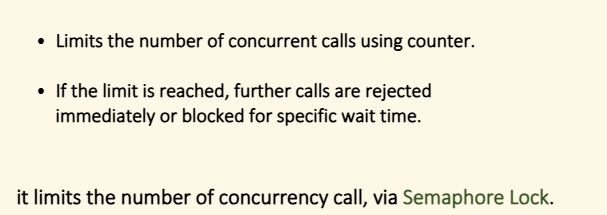 • Limits the number of concurrent calls using counter.
• If the limit is reached, further calls are rejected
immediately or blocked for specific wait time.
it limits the number of concurrency call, via Semaphore Lock.